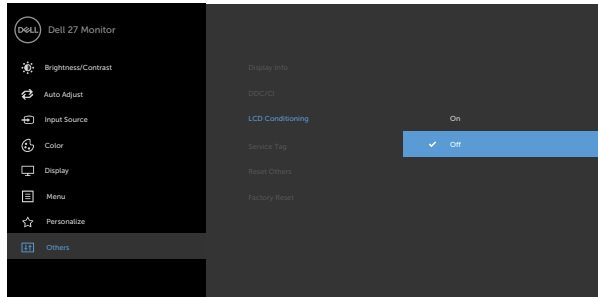 DELL Dell 27 Monitor
Brightness/Contrast
Auto Adjust
Input Source
Color
Display
Menu
Personalize
Others
Display Info
DDC/CI
LCD Conditioning
Service Tag
Reset Others
Factory Reset
On
Off